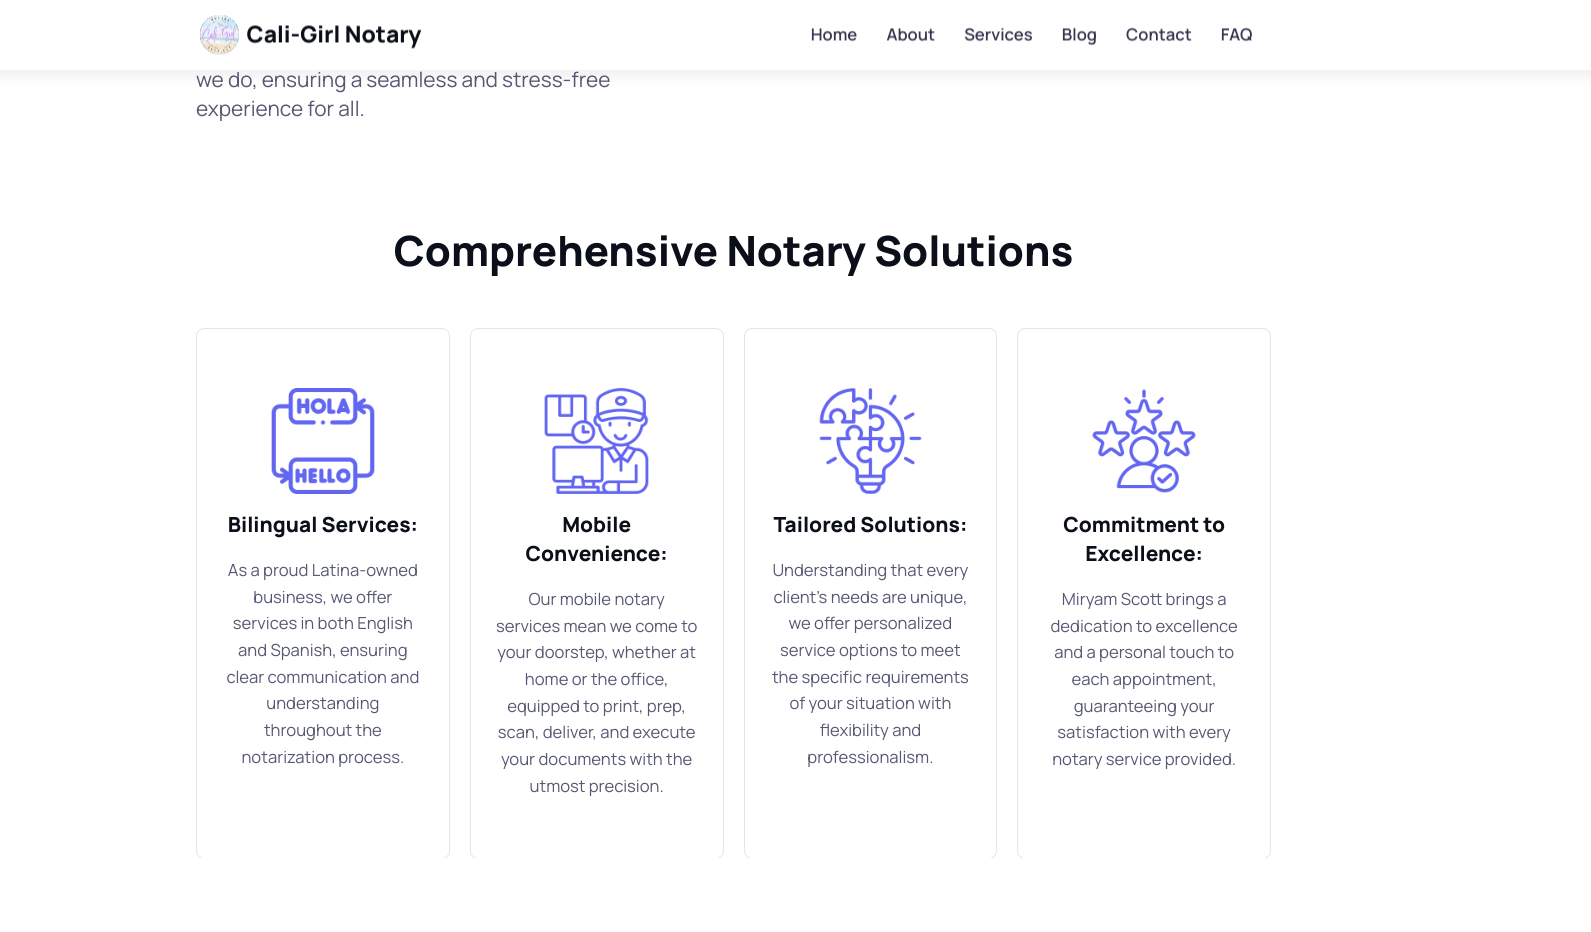 Cali-Girl Notary
Home About Services Blog Contact FAQ
we do, ensuring a seamless and stress-free
experience for all.
Comprehensive Notary Solutions
HOLA
HELLO
Bilingual Services:
As a proud Latina-owned
business, we offer
services in both English
and Spanish, ensuring
clear communication and
understanding
throughout the
notarization process.
Mobile
Convenience:
Our mobile notary
services mean we come to
your doorstep, whether at
home or the office,
equipped to print, prep,
scan, deliver, and execute
your documents with the
utmost precision.
Tailored Solutions:
Understanding that every
client's needs are unique,
we offer personalized
service options to meet
the specific requirements
of your situation with
flexibility and
professionalism.
Commitment to
Excellence:
Miryam Scott brings a
dedication to excellence
and a personal touch to
each appointment,
guaranteeing your
satisfaction with every
notary service provided.